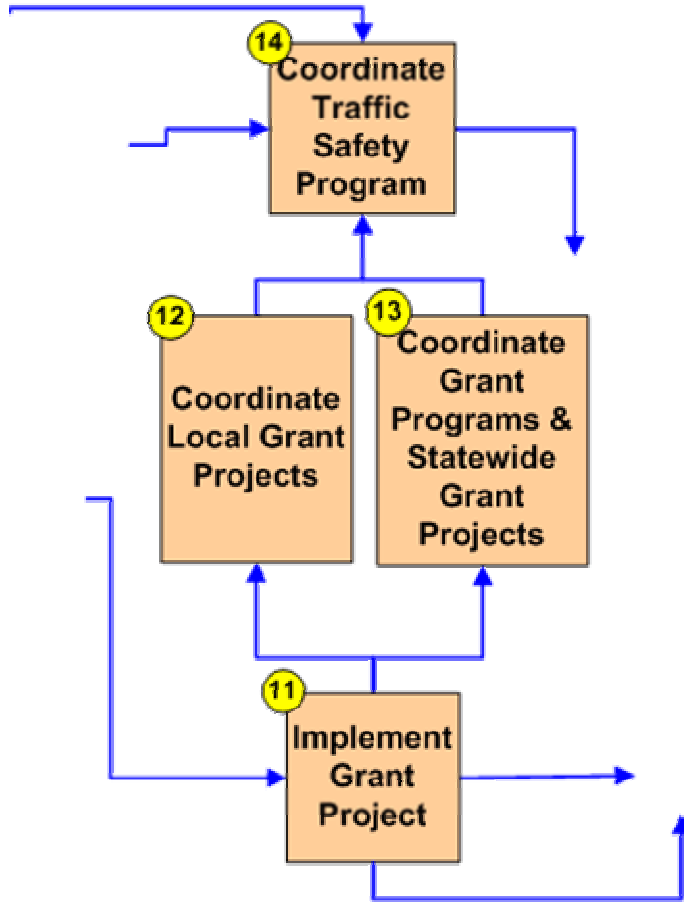 14
Coordinate
Traffic
Safety
Program
12
Coordinate
Local Grant
Projects
13
Coordinate
Grant
Programs &
Statewide
Grant
Projects
11
Implement
Grant
Project